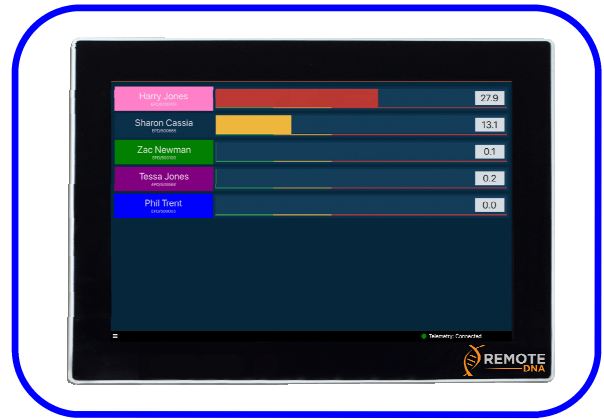 Harry Jones
27.9
Sharon Cassia
13.1
Zac Newman
0.1
Tessa Jones
0.2
Phil Trent
0.0
Telemetry: Connected
REMOTE
DNA